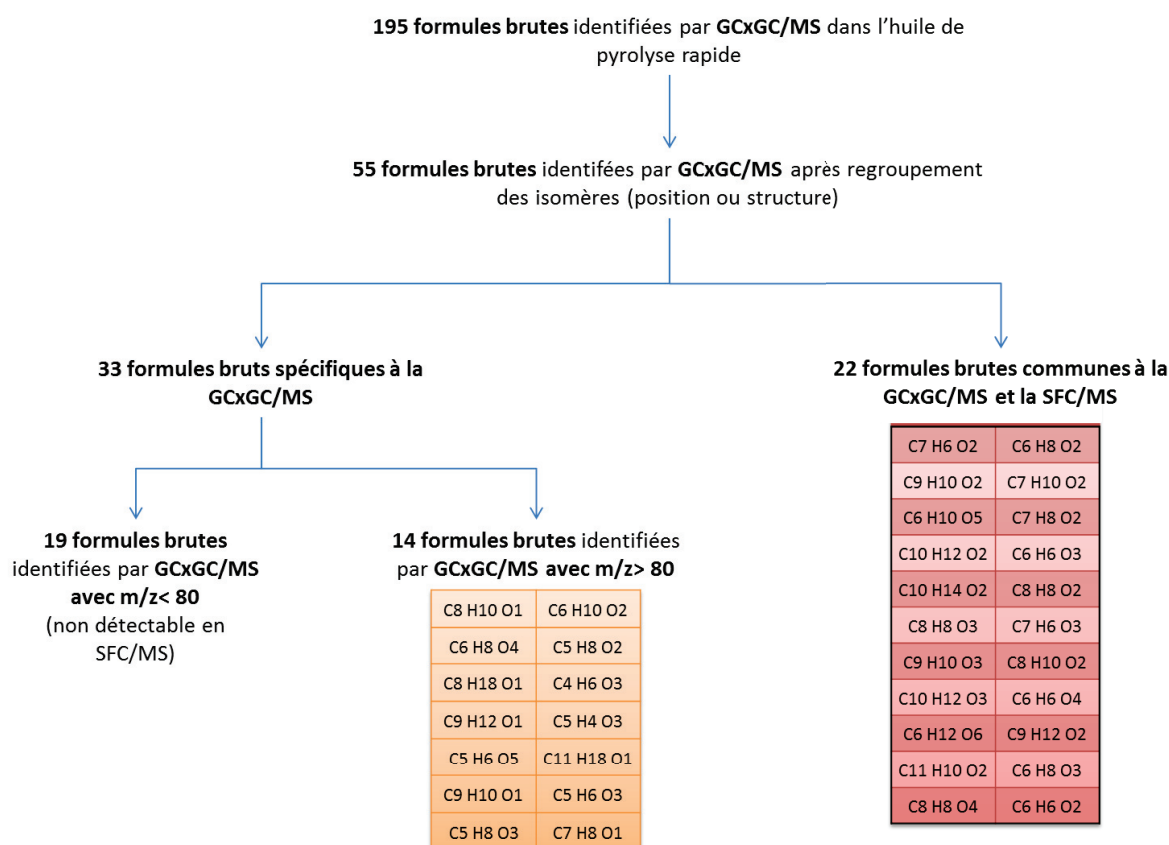 195 formules brutes identifiées par GCxGC/MS dans l'huile de
pyrolyse rapide
55 formules brutes identifées par GCxGC/MS après regroupement
des isomères (position ou structure)
33 formules bruts spécifiques à la
GCxGC/MS
22 formules brutes communes à la
GCxGC/MS et la SFC/MS
19 formules brutes
identifiées par GCxGC/MS
avec m/z< 80
(non détectable en
SFC/MS)
14 formules brutes identifiées
par GCxGC/MS avec m/z> 80
C8 H10 O1 C6 H10 O2
C6 H8 O4 C5 H8 O2
C8 H18 O1 C4 H6 O3
C9 H12 O1 C5 H4 O3
C5 H6 O5 C11 H18 O1
C9 H10 O1 C5 H6 O3
C5 H8 O3 C7 H8 O1
C7 H6 O2 C6 H8 O2
C9 H10 O2 C7 H10 O2
C6 H10 O5 C7 H8 O2
C10 H12 O2 C6 H6 O3
C10 H14 O2 C8 H8 O2
C8 H8 O3 C7 H6 O3
C9 H10 O3 C8 H10 O2
C10 H12 O3 C6 H6 O4
C6 H12 O6 C9 H12 O2
C11 H10 O2 C6 H8 O3
C8 H8 O4 C6 H6 O2